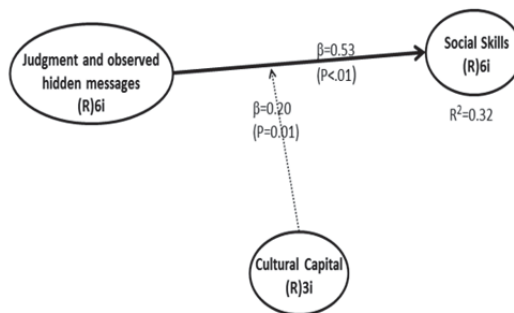 Judgment and observed
hidden messages
(R)6i
β=0.53
(P<.01)
Social Skills
(R)6i
R²=0.32
β=0.20
(P=0.01)
Cultural Capital
(R)3i